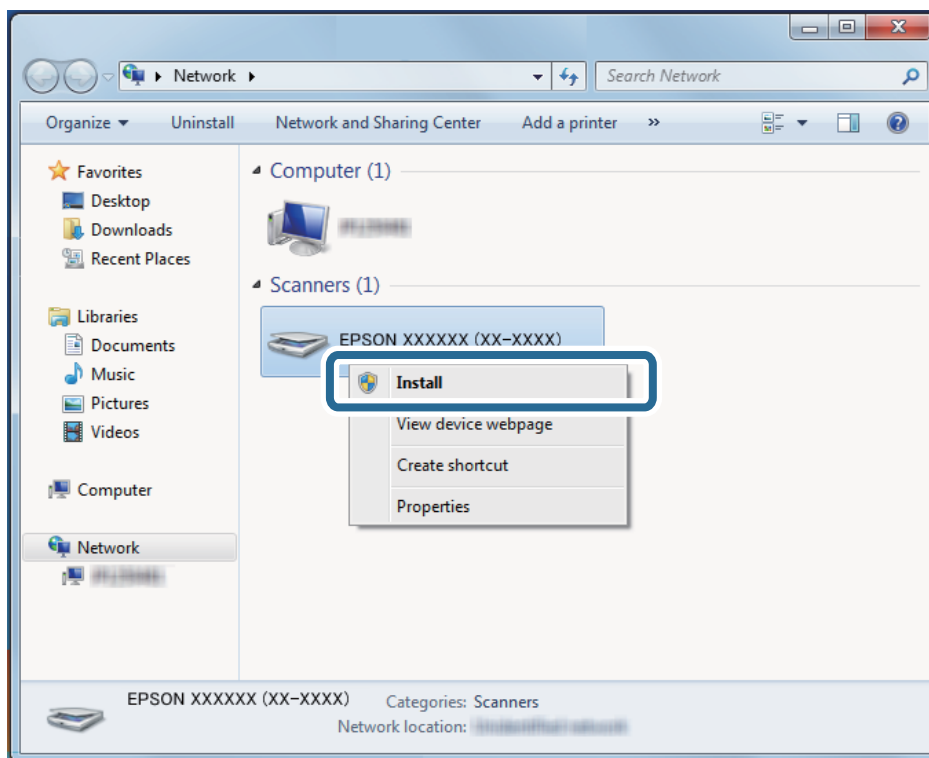 Network
Search Network
Organize
Uninstall
Network and Sharing Center
Add a printer
»
Favorites
Desktop
Downloads
Recent Places
Libraries
Documents
Music
Pictures
Videos
Computer
Network
Computer (1)
Scanners (1)
EPSON XXXXXX (XX-XXXX)
Install
View device webpage
Create shortcut
Properties
EPSON XXXXXX (XX-XXXX)
Categories: Scanners
Network location: